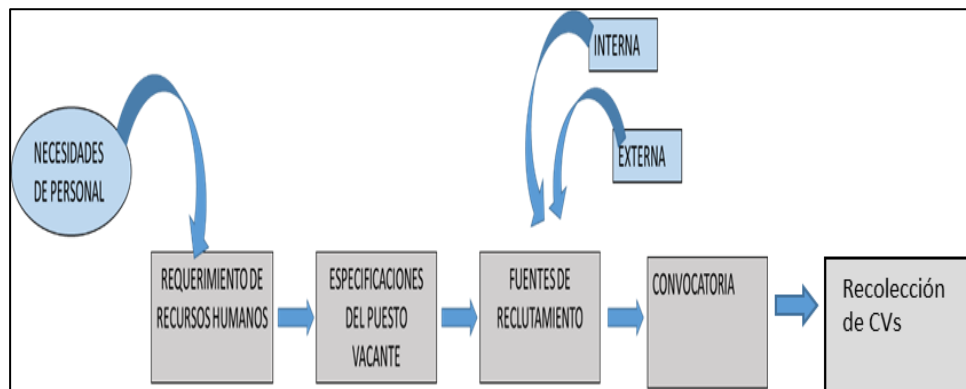 INTERNA
NECESIDADES
DE PERSONAL
EXTERNA
REQUERIMIENTO DE
RECURSOS HUMANOS
ESPECIFICACIONES
DEL PUESTO
VACANTE
FUENTES DE
RECLUTAMIENTO
CONVOCATORIA
Recolección
de CVs